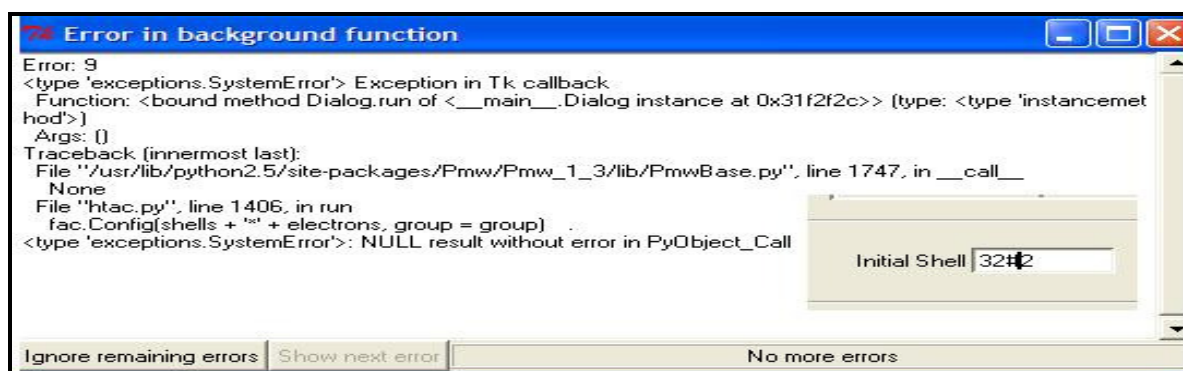 Error in background function
Error: 9
<type 'exceptions.SystemError'> Exception in Tk callback
Function: <bound method Dialog.run of <__main__.Dialog instance at 0x31f2f2c>> (type: <type 'instancemet
hod'>)
Args: ()
Traceback (innermost last):
File "/usr/lib/python2.5/site-packages/Pmw/Pmw_1_3/lib/PmwBase.py", line 1747, in __call__
None
File "htac.py", line 1406, in run
fac.Config(shells + '*' + electrons, group = group) .
<type 'exceptions.SystemError'>: NULL result without error in PyObject_Call
Initial Shell 32#2
Ignore remaining errors Show next error No more errors